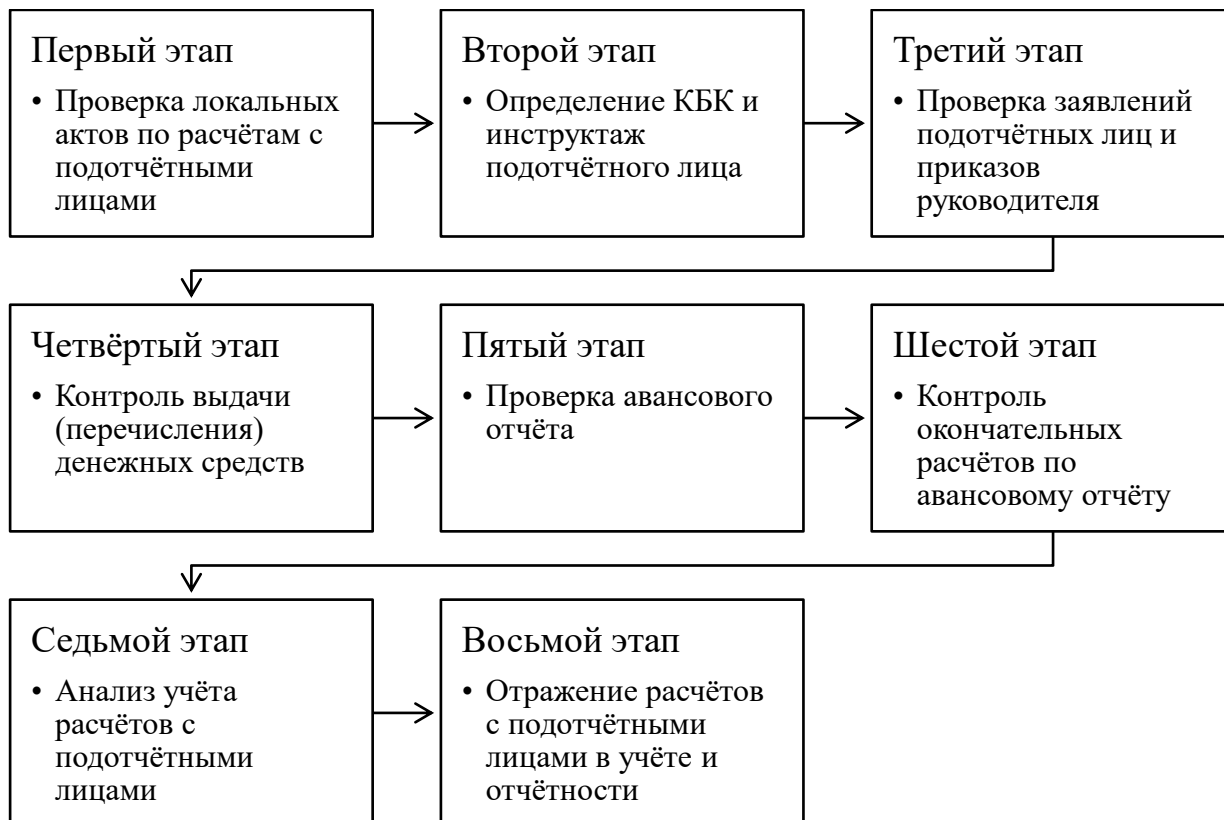 Первый этап
• Проверка локальных
актов по расчётам с
подотчётными
лицами
Второй этап
• Определение КБК и
инструктаж
подотчётного лица
Третий этап
• Проверка заявлений
подотчётных лиц и
приказов
руководителя
Четвёртый этап
• Контроль выдачи
(перечисления)
денежных средств
Пятый этап
• Проверка авансового
отчёта
Шестой этап
• Контроль
окончательных
расчётов по
авансовому отчёту
Седьмой этап
• Анализ учёта
расчётов с
подотчётными
лицами
Восьмой этап
• Отражение расчётов
с подотчётными
лицами в учёте и
отчётности